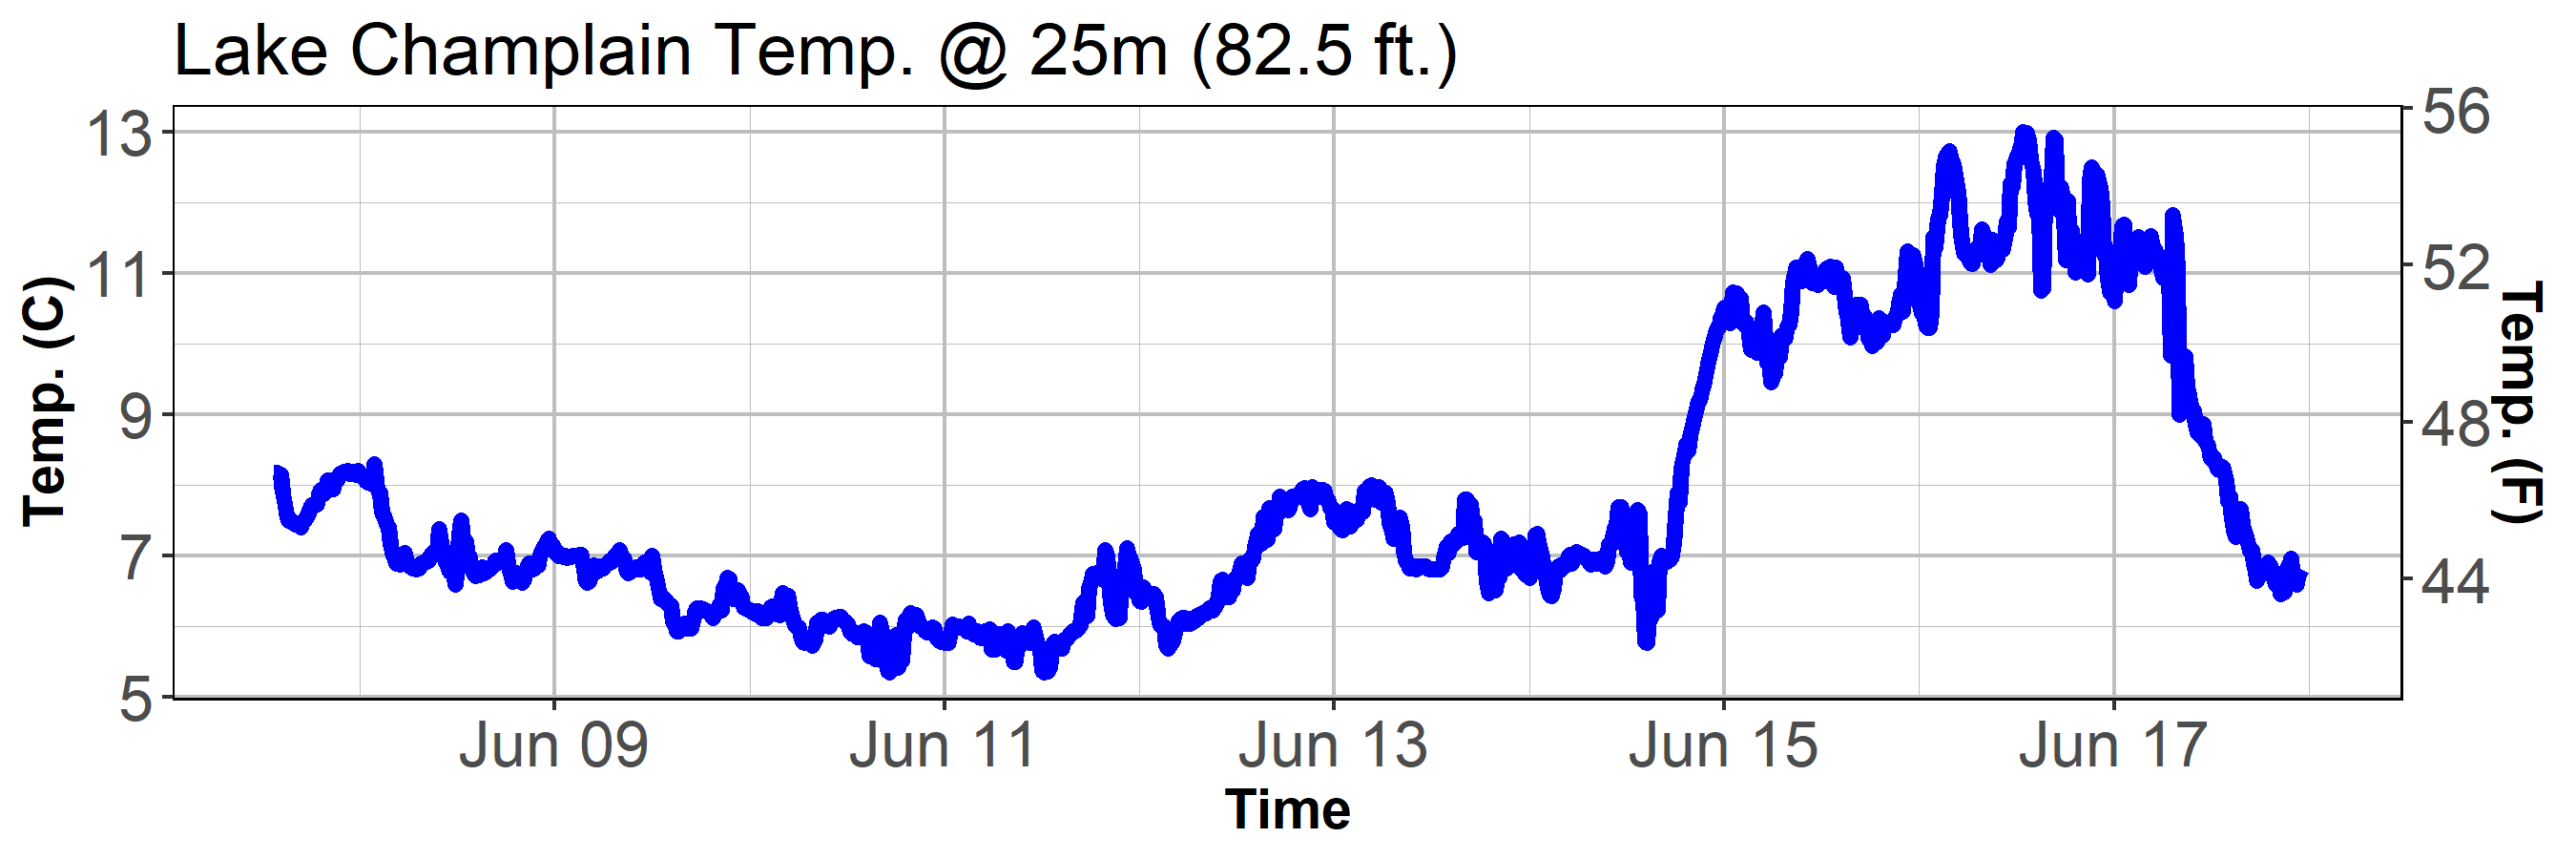 Lake Champlain Temp. @ 25m (82.5 ft.)
Temp. (C)
13
11
9
7
5
56
52
48
44
Temp. (F)
Jun 09
Jun 11
Jun 13
Jun 15
Jun 17
Time